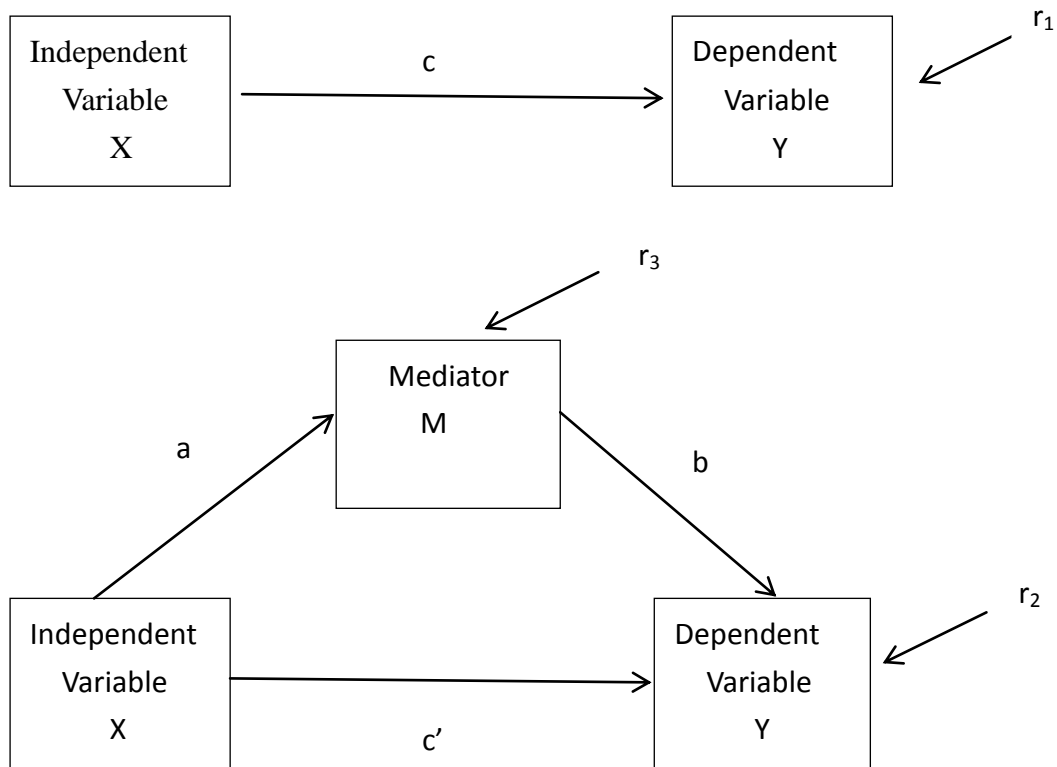 r₁
Independent
Variable
X
c
Dependent
Variable
Y
r₃
Mediator
M
a
b
Independent
Variable
X
c’
Dependent
Variable
Y
r₂